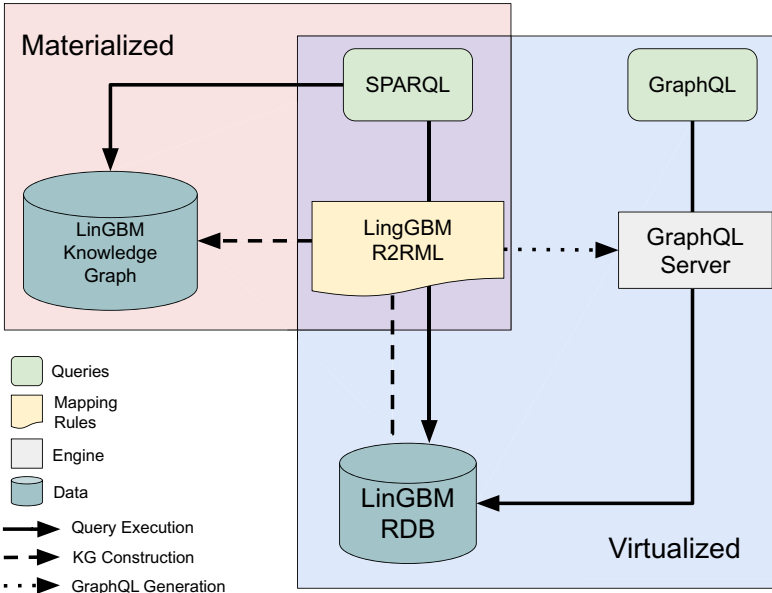 Materialized
SPARQL
GraphQL
LinGBM
Knowledge
Graph
LingGBM
R2RML
GraphQL
Server
Queries
Mapping
Rules
Engine
Data
LinGBM
RDB
Query Execution
KG Construction
GraphQL Generation
Virtualized